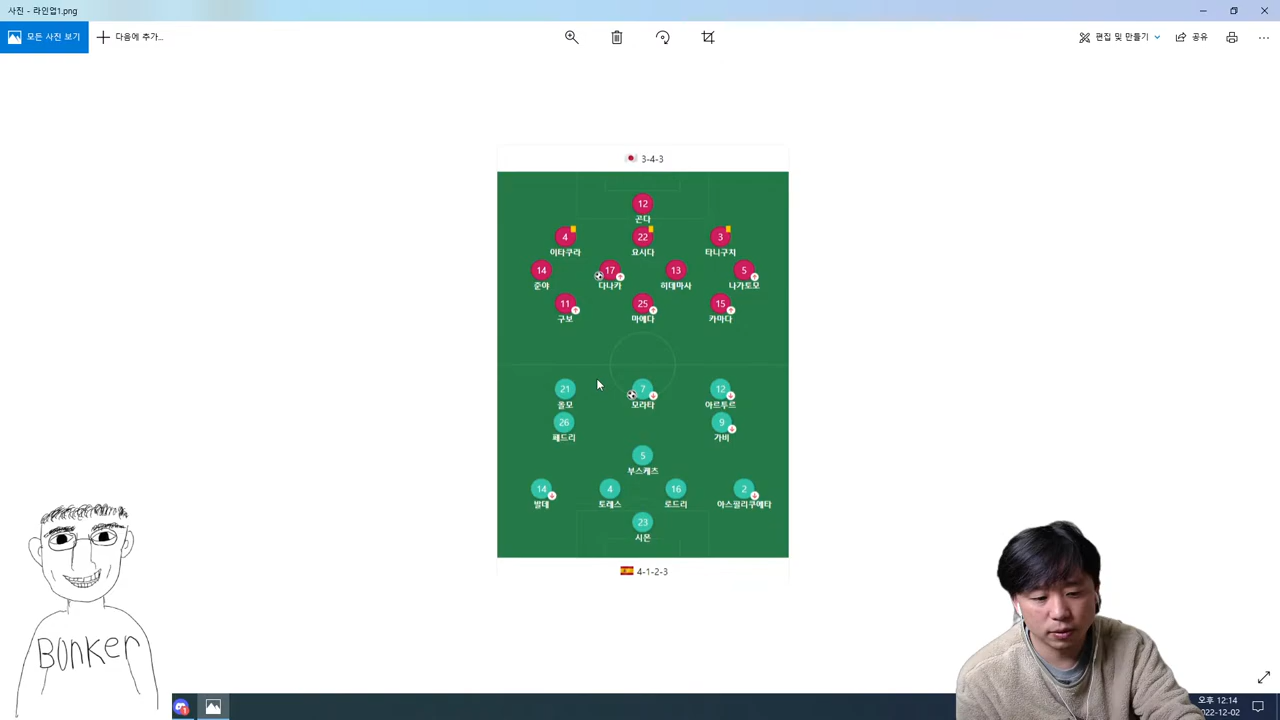 사진 - 라인업1.png
모든 사진 보기
다음에 추가...
편집 및 만들기
공유
3-4-3
12
곤다
4 22 3
이타쿠라 요시다 타니구치
14 17 13 5
준야 다나카 히데마사 나가토모
11 25 15
구보 마에다 카마다
21 7 12
올모 모라타 아르투르
26 9
페드리 가비
5
부스케츠
14 4 16 2
발데 토레스 로드리 아스필리쿠에타
23
시몬
4-1-2-3
BONKER
1
오후 12:14
2022-12-02